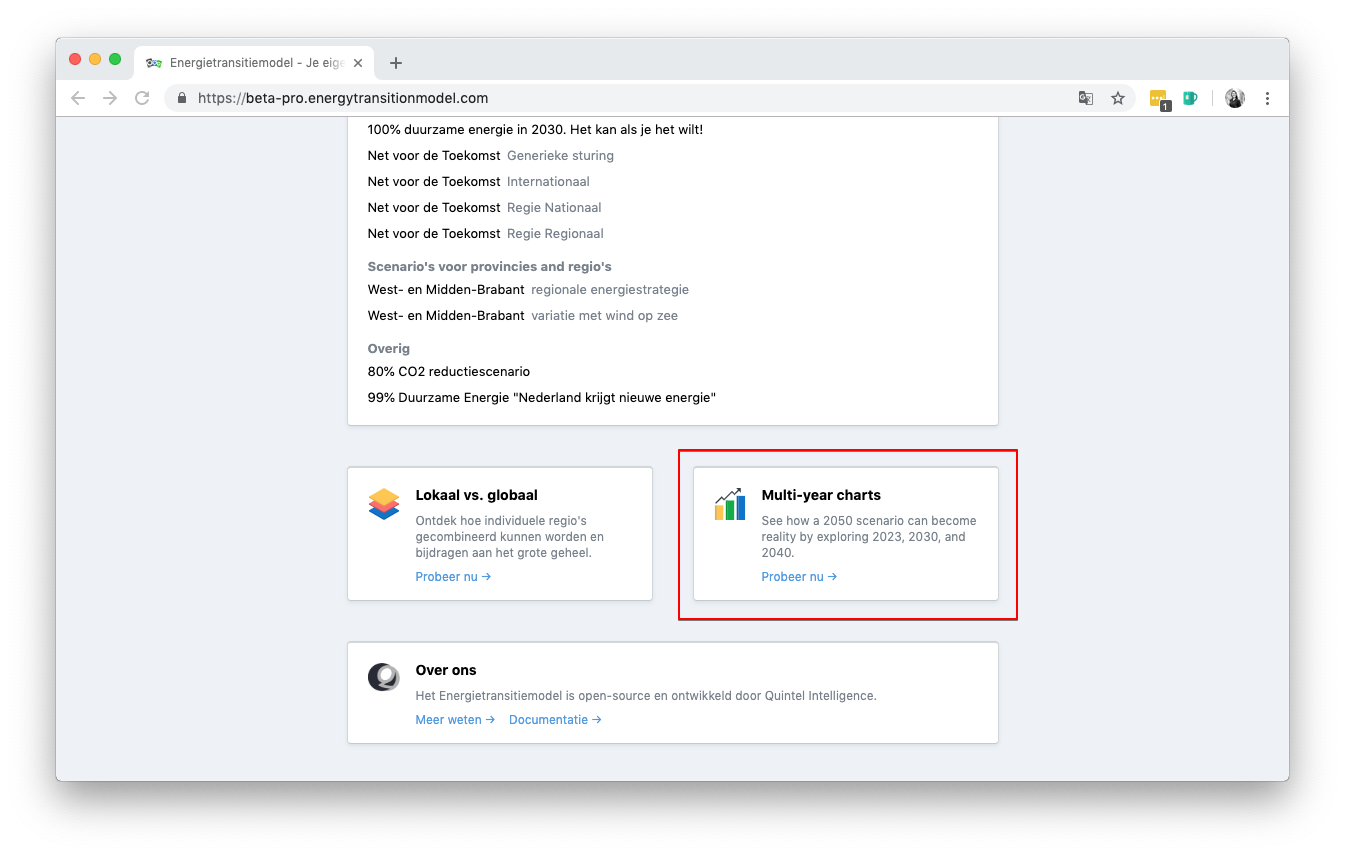 Energietransitiemodel - Je eige
https://beta-pro.energytransitionmodel.com
1
100% duurzame energie in 2030. Het kan als je het wilt!
Net voor de Toekomst Generieke sturing
Net voor de Toekomst Internationaal
Net voor de Toekomst Regie Nationaal
Net voor de Toekomst Regie Regionaal
Scenario's voor provincies and regio's
West- en Midden-Brabant regionale energiestrategie
West- en Midden-Brabant variatie met wind op zee
Overig
80% CO2 reductiescenario
99% Duurzame Energie "Nederland krijgt nieuwe energie"
Lokaal vs. globaal
Ontdek hoe individuele regio's
gecombineerd kunnen worden en
bijdragen aan het grote geheel.
Probeer nu →
Multi-year charts
See how a 2050 scenario can become
reality by exploring 2023, 2030, and
2040.
Probeer nu →
Over ons
Het Energietransitiemodel is open-source en ontwikkeld door Quintel Intelligence.
Meer weten → Documentatie →